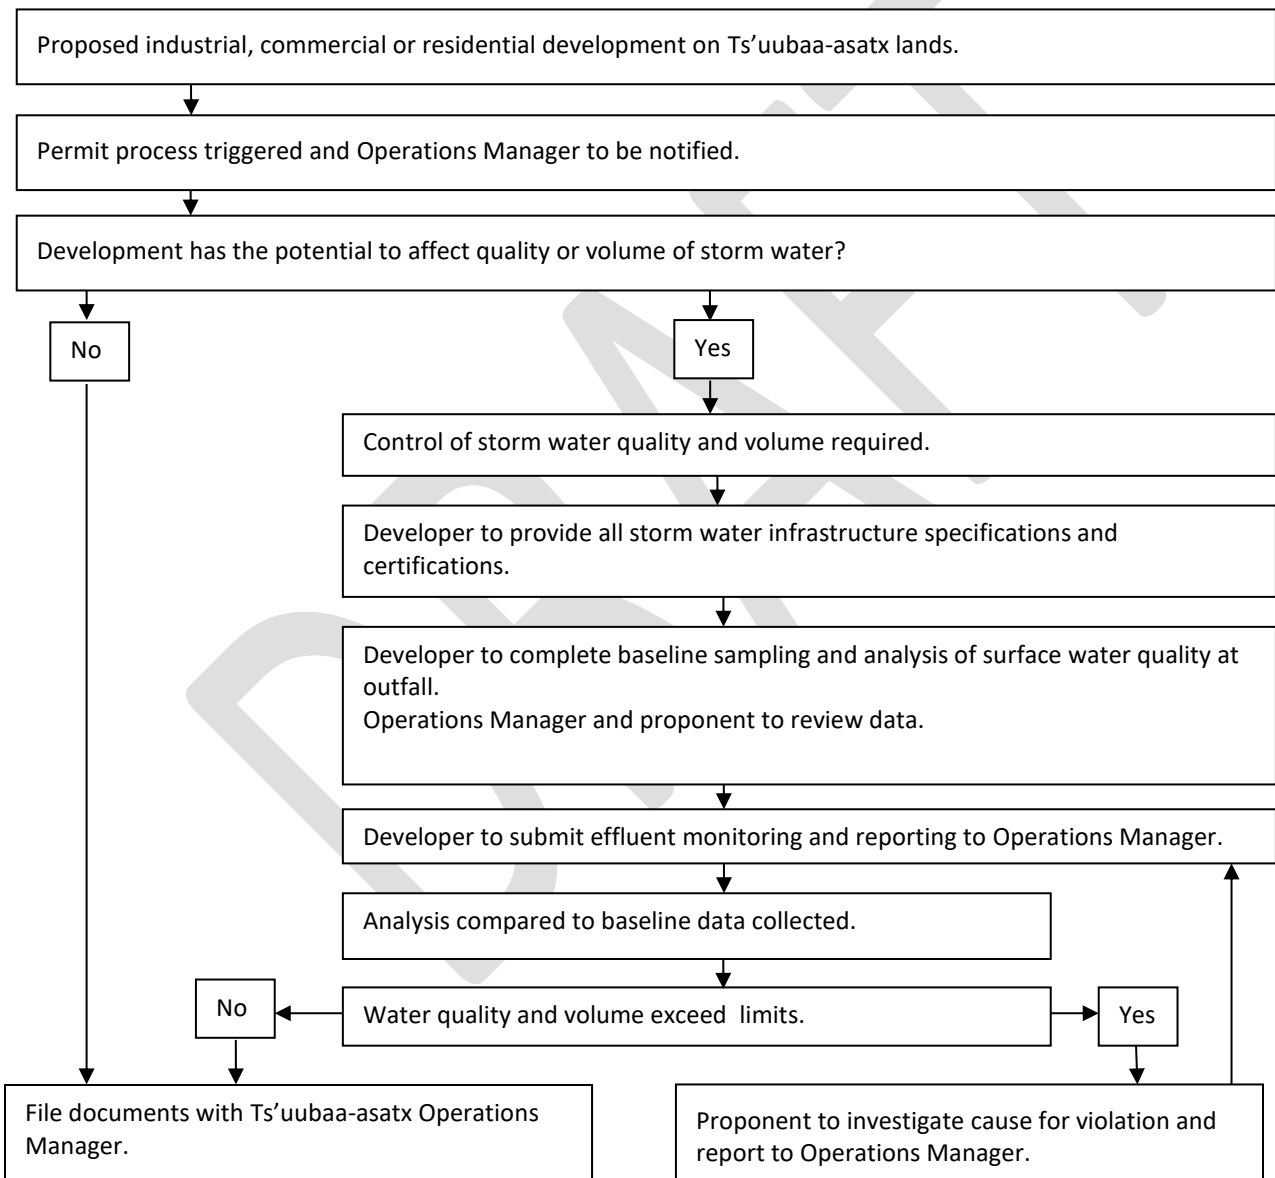 Proposed industrial, commercial or residential development on Ts’uubaa-asatx lands.
Permit process triggered and Operations Manager to be notified.
Development has the potential to affect quality or volume of storm water?
No
Yes
Control of storm water quality and volume required.
Developer to provide all storm water infrastructure specifications and
certifications.
Developer to complete baseline sampling and analysis of surface water quality at
outfall.
Operations Manager and proponent to review data.
Developer to submit effluent monitoring and reporting to Operations Manager.
Analysis compared to baseline data collected.
No
Water quality and volume exceed  limits.
Yes
File documents with Ts’uubaa-asatx Operations
Manager.
Proponent to investigate cause for violation and
report to Operations Manager.
DRAFT